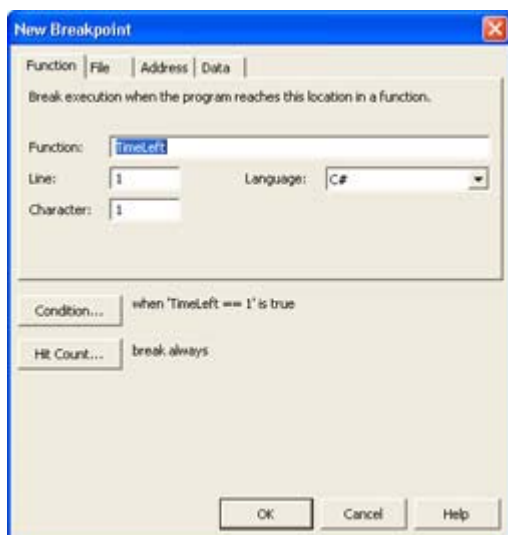 New Breakpoint
Function File Address Data
Break execution when the program reaches this location in a function.
Function: TimeLeft
Line: 1 Language: C#
Character: 1
Condition... when 'TimeLeft == 1' is true
Hit Count... break always
OK Cancel Help